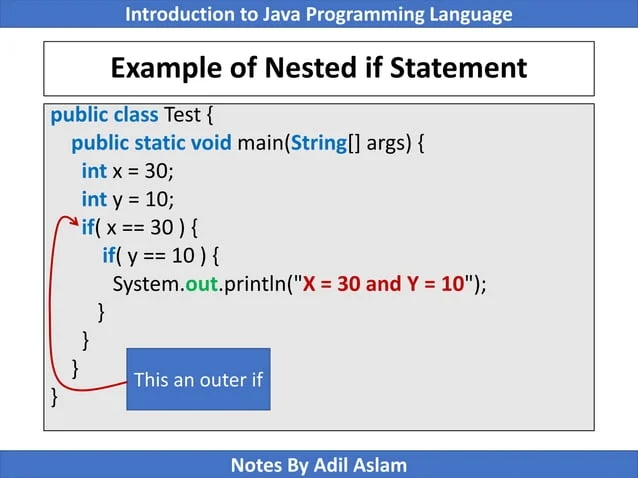 Introduction to Java Programming Language
Example of Nested if Statement
public class Test {
public static void main(String[] args) {
int x = 30;
int y = 10;
if( x == 30 ) {
if( y == 10 ) {
System.out.println("X = 30 and Y = 10");
}
}
}
}
This an outer if
Notes By Adil Aslam